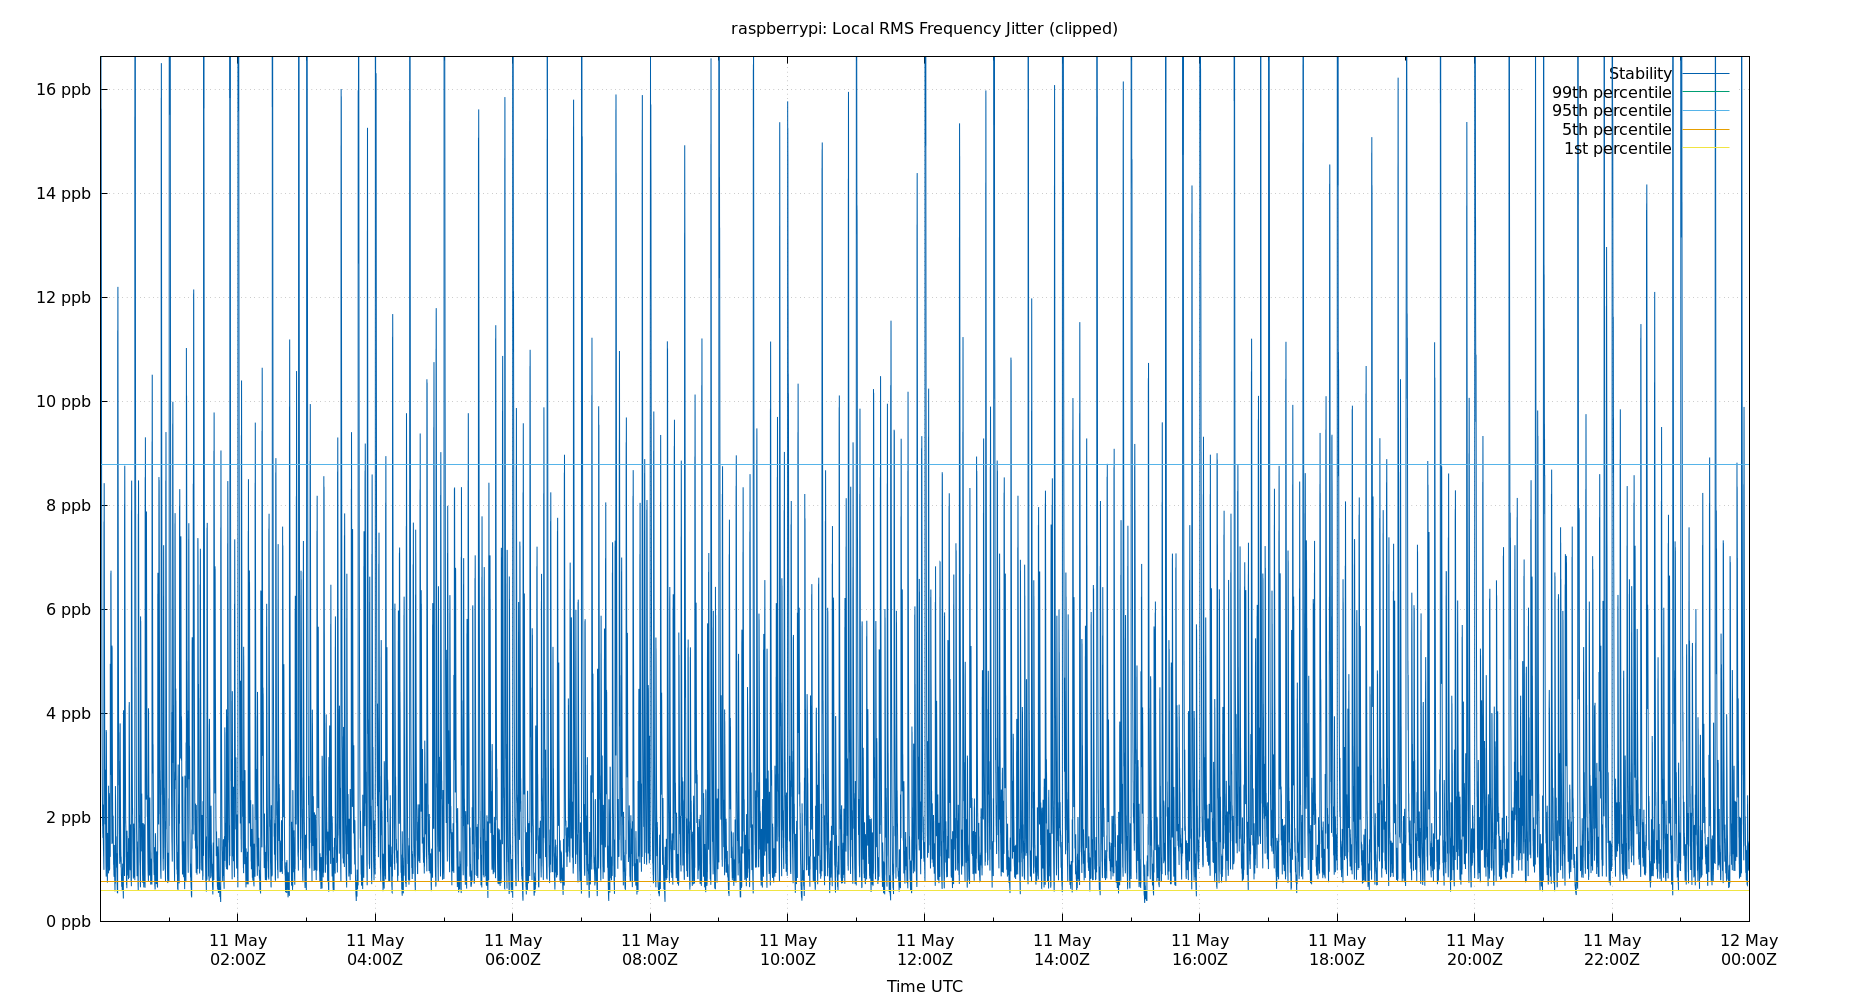 raspberrypi: Local RMS Frequency Jitter (clipped)
16 ppb
14 ppb
12 ppb
10 ppb
8 ppb
6 ppb
4 ppb
2 ppb
0 ppb
Stability
99th percentile
95th percentile
5th percentile
1st percentile
11 May 11 May 11 May 11 May 11 May 11 May 11 May 11 May 11 May 11 May 11 May 12 May
02:00Z 04:00Z 06:00Z 08:00Z 10:00Z 12:00Z 14:00Z 16:00Z 18:00Z 20:00Z 22:00Z 00:00Z
Time UTC